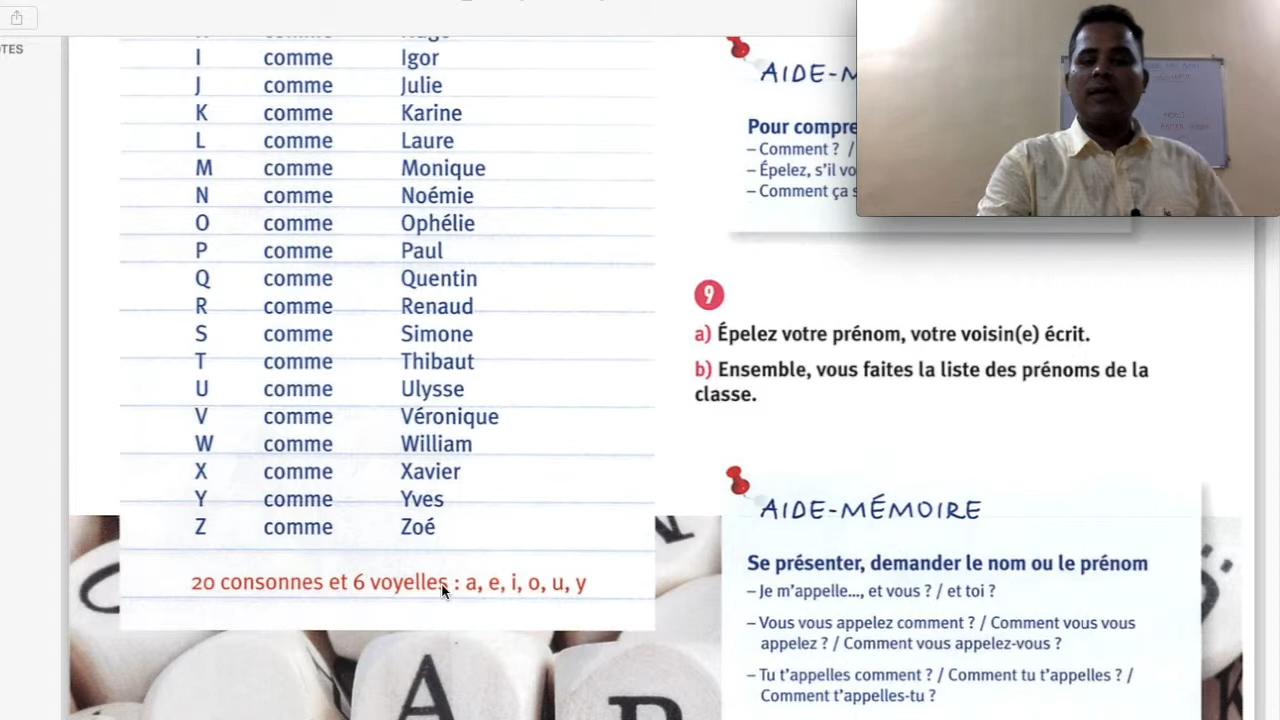 OTES
I comme Igor
J comme Julie
K comme Karine
L comme Laure
M comme Monique
N comme Noémie
O comme Ophélie
P comme Paul
Q comme Quentin
R comme Renaud
S comme Simone
T comme Thibaut
U comme Ulysse
V comme Véronique
W comme William
X comme Xavier
Y comme Yves
Z comme Zoé
20 consonnes et 6 voyelles : a, e, i, o, u, y
A
AIDE-M
Pour compre
– Comment ? /
– Épelez, s'il vo
– Comment ça s
9
a) Épelez votre prénom, votre voisin(e) écrit.
b) Ensemble, vous faites la liste des prénoms de la
classe.
AIDE-MÉMOIRE
Se présenter, demander le nom ou le prénom
– Je m'appelle..., et vous ? / et toi ?
– Vous vous appelez comment ? / Comment vous vous
appelez ? / Comment vous appelez-vous ?
– Tu t'appelles comment ? / Comment tu t'appelles ? /
Comment t'appelles-tu ?